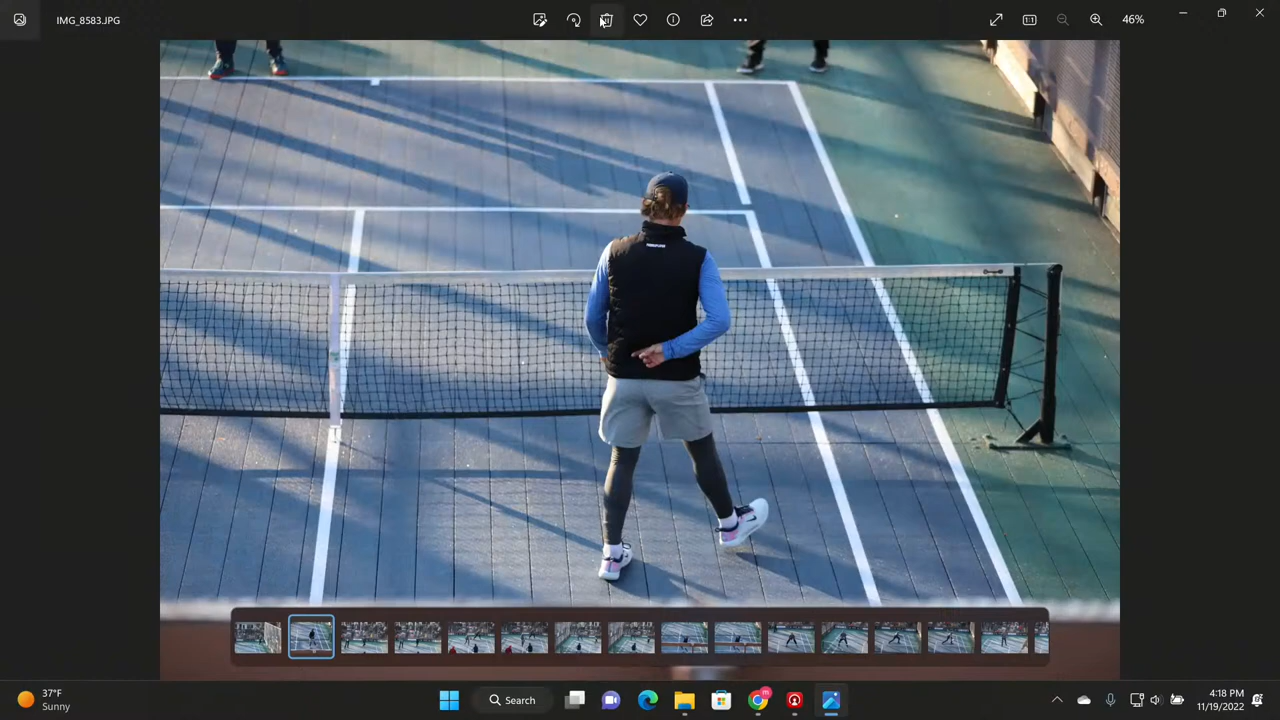 IMG_8583.JPG
46%
37°F
Sunny
Search
4:18 PM
11/19/2022